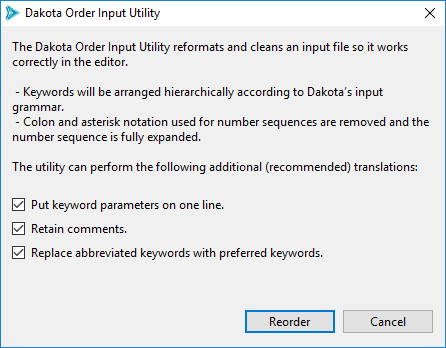 Dakota Order Input Utility
The Dakota Order Input Utility reformats and cleans an input file so it works
correctly in the editor.
- Keywords will be arranged hierarchically according to Dakota's input
grammar.
- Colon and asterisk notation used for number sequences are removed and the
number sequence is fully expanded.
The utility can perform the following additional (recommended) translations:
Put keyword parameters on one line.
Retain comments.
Replace abbreviated keywords with preferred keywords.
Reorder
Cancel